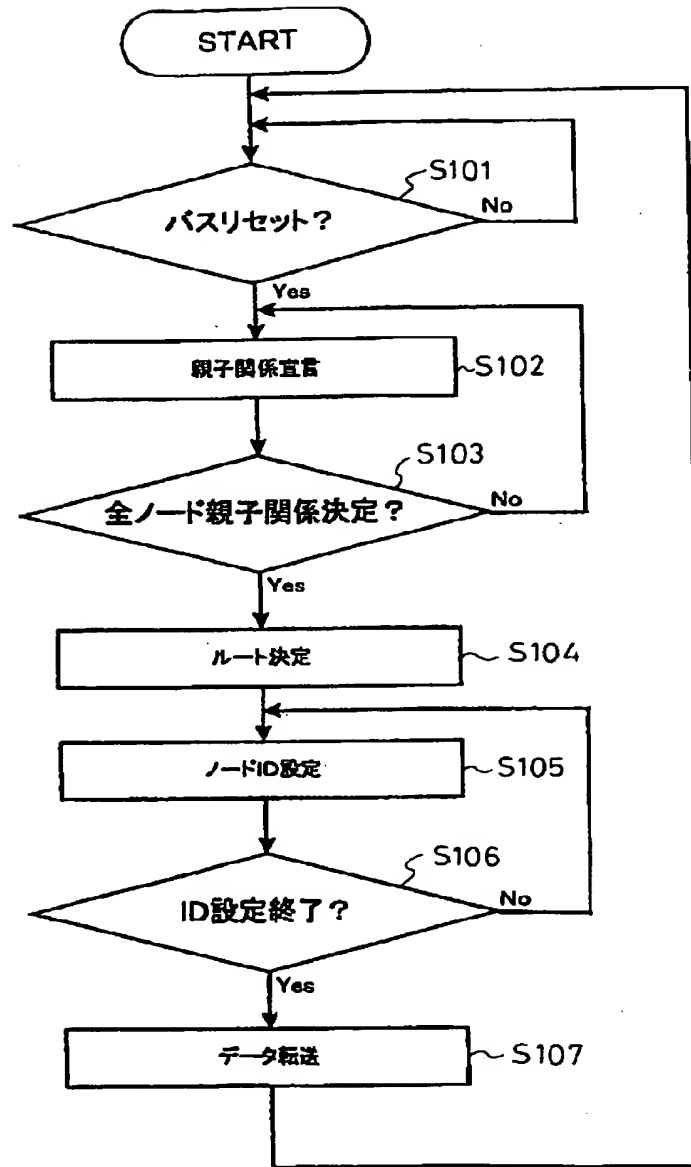 START
S101
バスリセット?
No
Yes
親子関係宣言
S102
S103
全ノード親子関係決定?
No
Yes
ルート決定
S104
ノードID設定
S105
S106
ID設定終了?
No
Yes
データ転送
S107